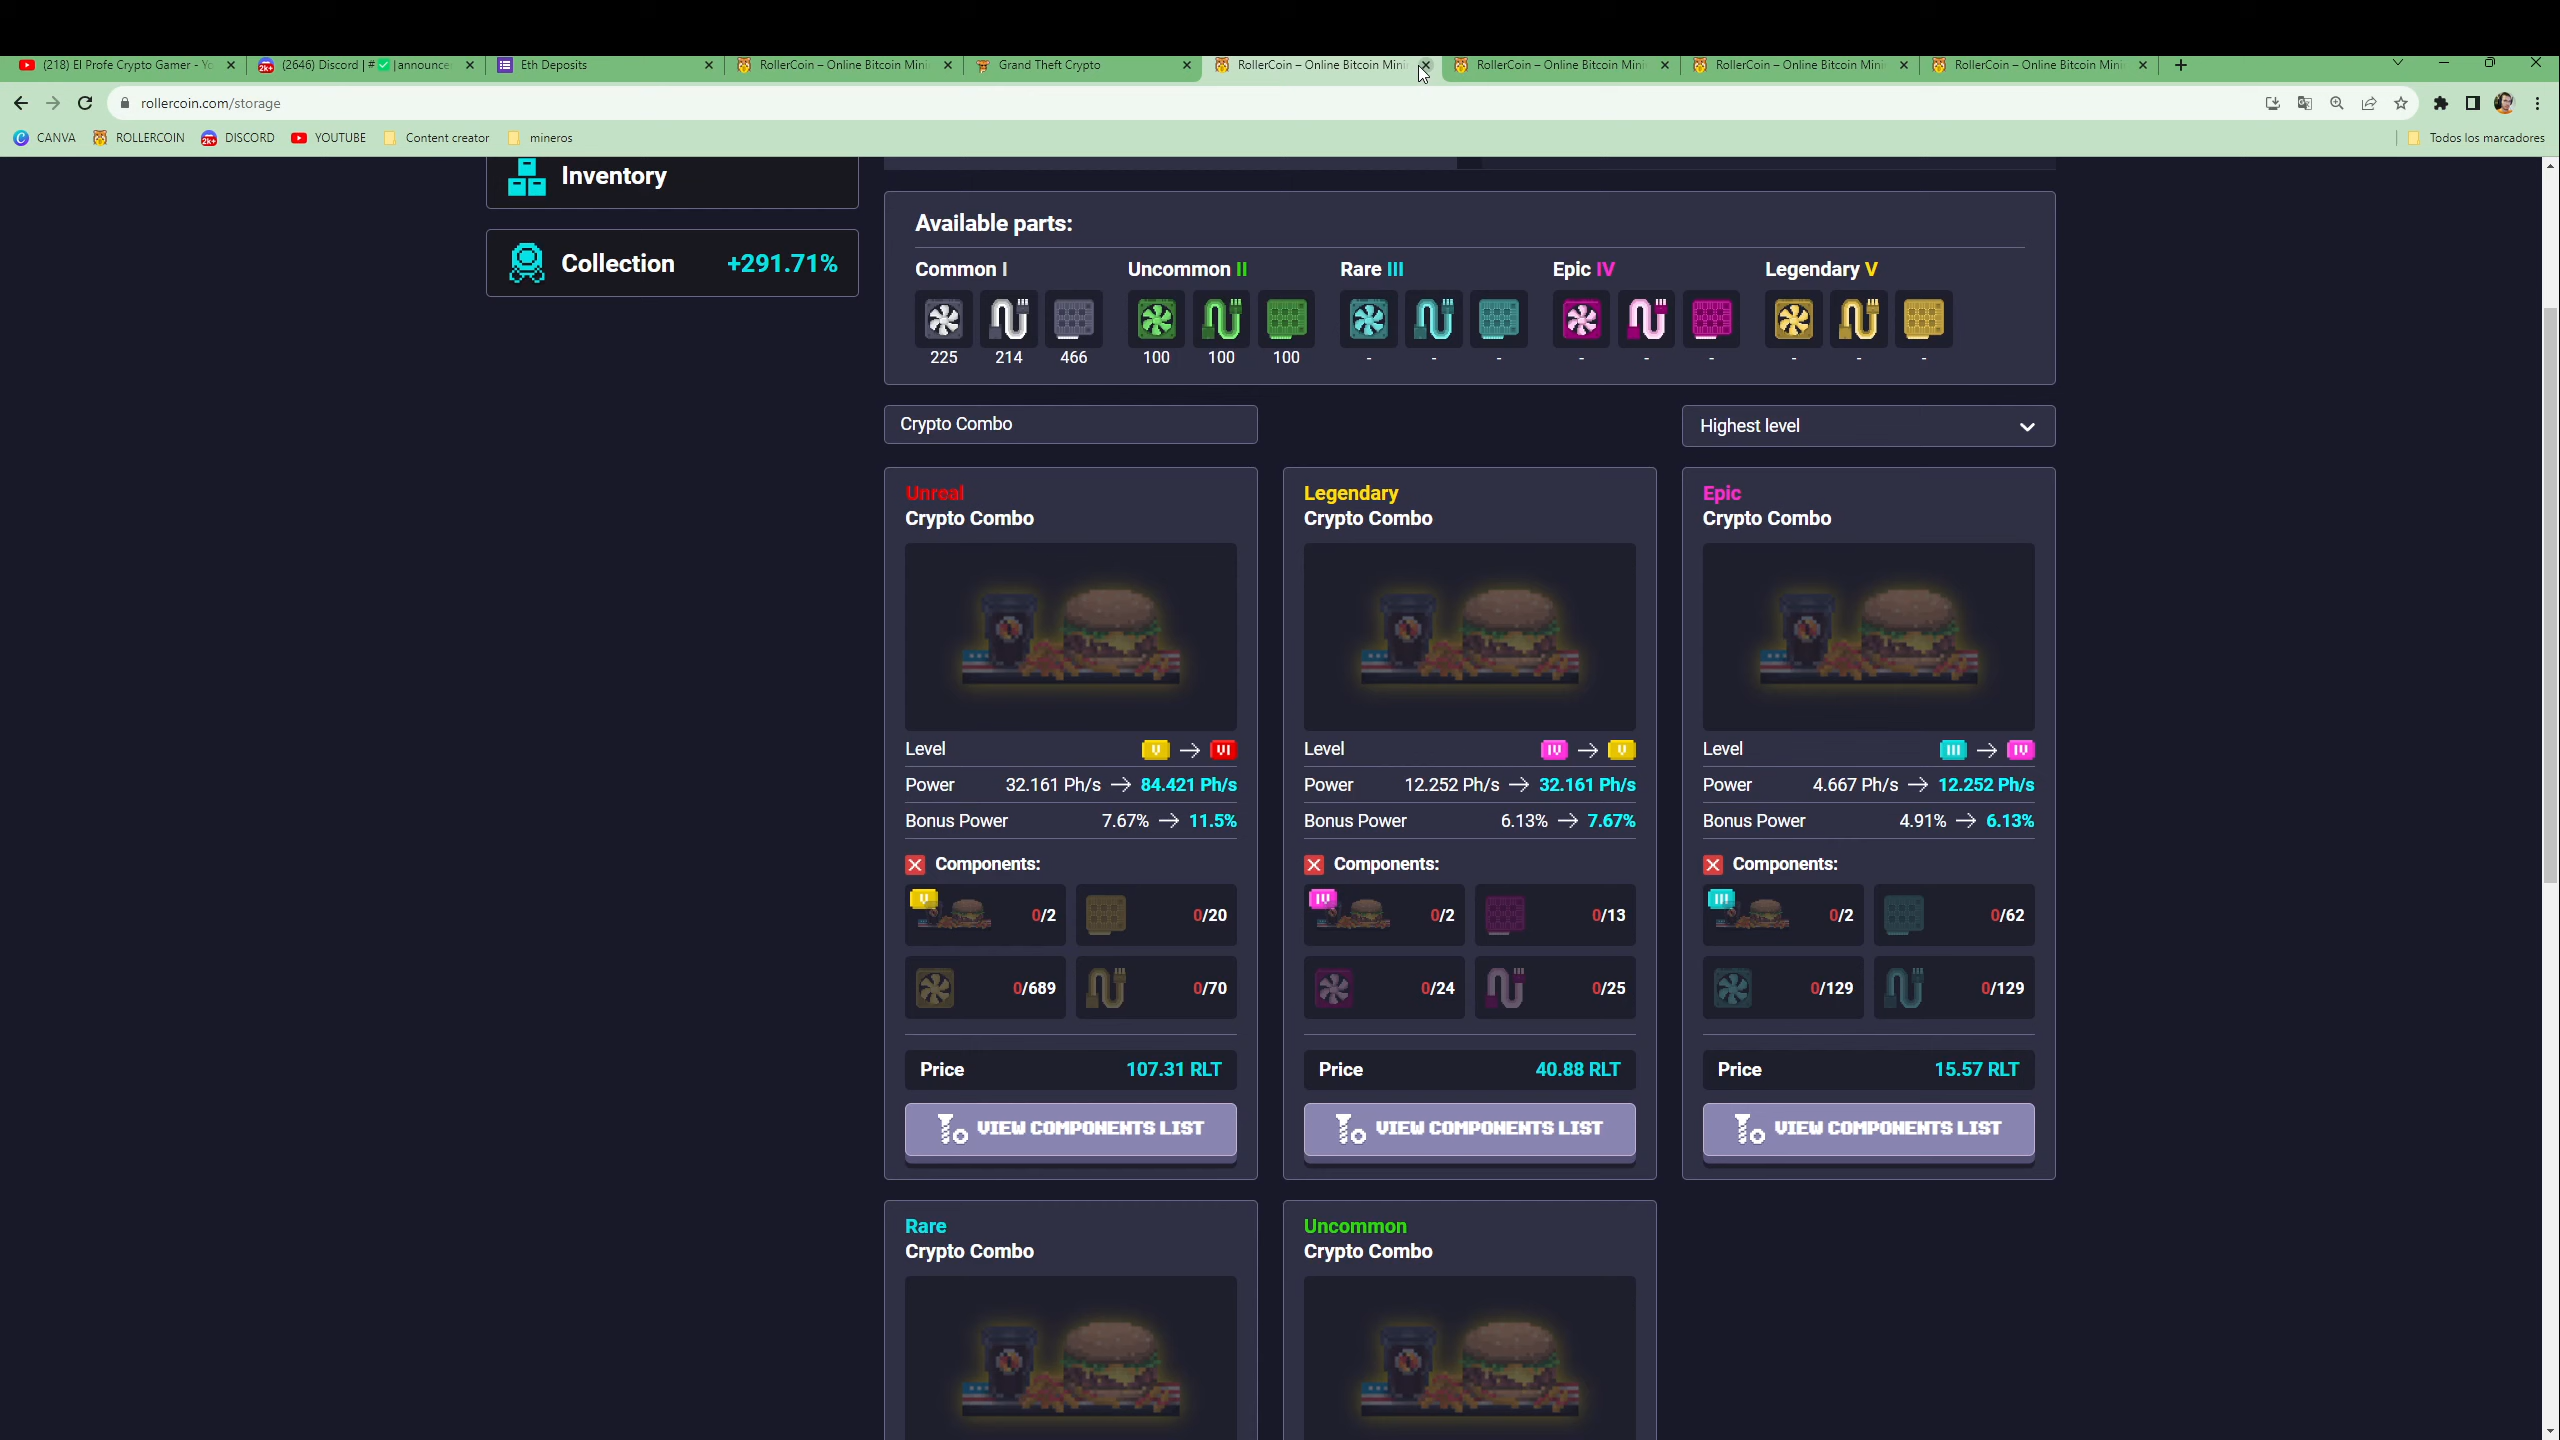 (218) El Profe Crypto Gamer - Yo
(2646) Discord | #✅|announce
Eth Deposits
RollerCoin – Online Bitcoin Mini
Grand Theft Crypto
RollerCoin – Online Bitcoin Mini
RollerCoin – Online Bitcoin Mini
RollerCoin – Online Bitcoin Mini
RollerCoin – Online Bitcoin Mini
rollercoin.com/storage
CANVA ROLLERCOIN DISCORD YOUTUBE Content creator mineros Todos los marcadores
Inventory
Collection +291.71%
Available parts:
Common I Uncommon II Rare III Epic IV Legendary V
225 214 466 100 100 100 - - - - - - - - -
Crypto Combo
Highest level
Unreal
Crypto Combo
Level V → VI
Power 32.161 Ph/s → 84.421 Ph/s
Bonus Power 7.67% → 11.5%
Components:
V 0/2 0/20
0/689 0/70
Price 107.31 RLT
VIEW COMPONENTS LIST
Legendary
Crypto Combo
Level IV → V
Power 12.252 Ph/s → 32.161 Ph/s
Bonus Power 6.13% → 7.67%
Components:
IV 0/2 0/13
0/24 0/25
Price 40.88 RLT
VIEW COMPONENTS LIST
Epic
Crypto Combo
Level III → IV
Power 4.667 Ph/s → 12.252 Ph/s
Bonus Power 4.91% → 6.13%
Components:
III 0/2 0/62
0/129 0/129
Price 15.57 RLT
VIEW COMPONENTS LIST
Rare
Crypto Combo
Uncommon
Crypto Combo